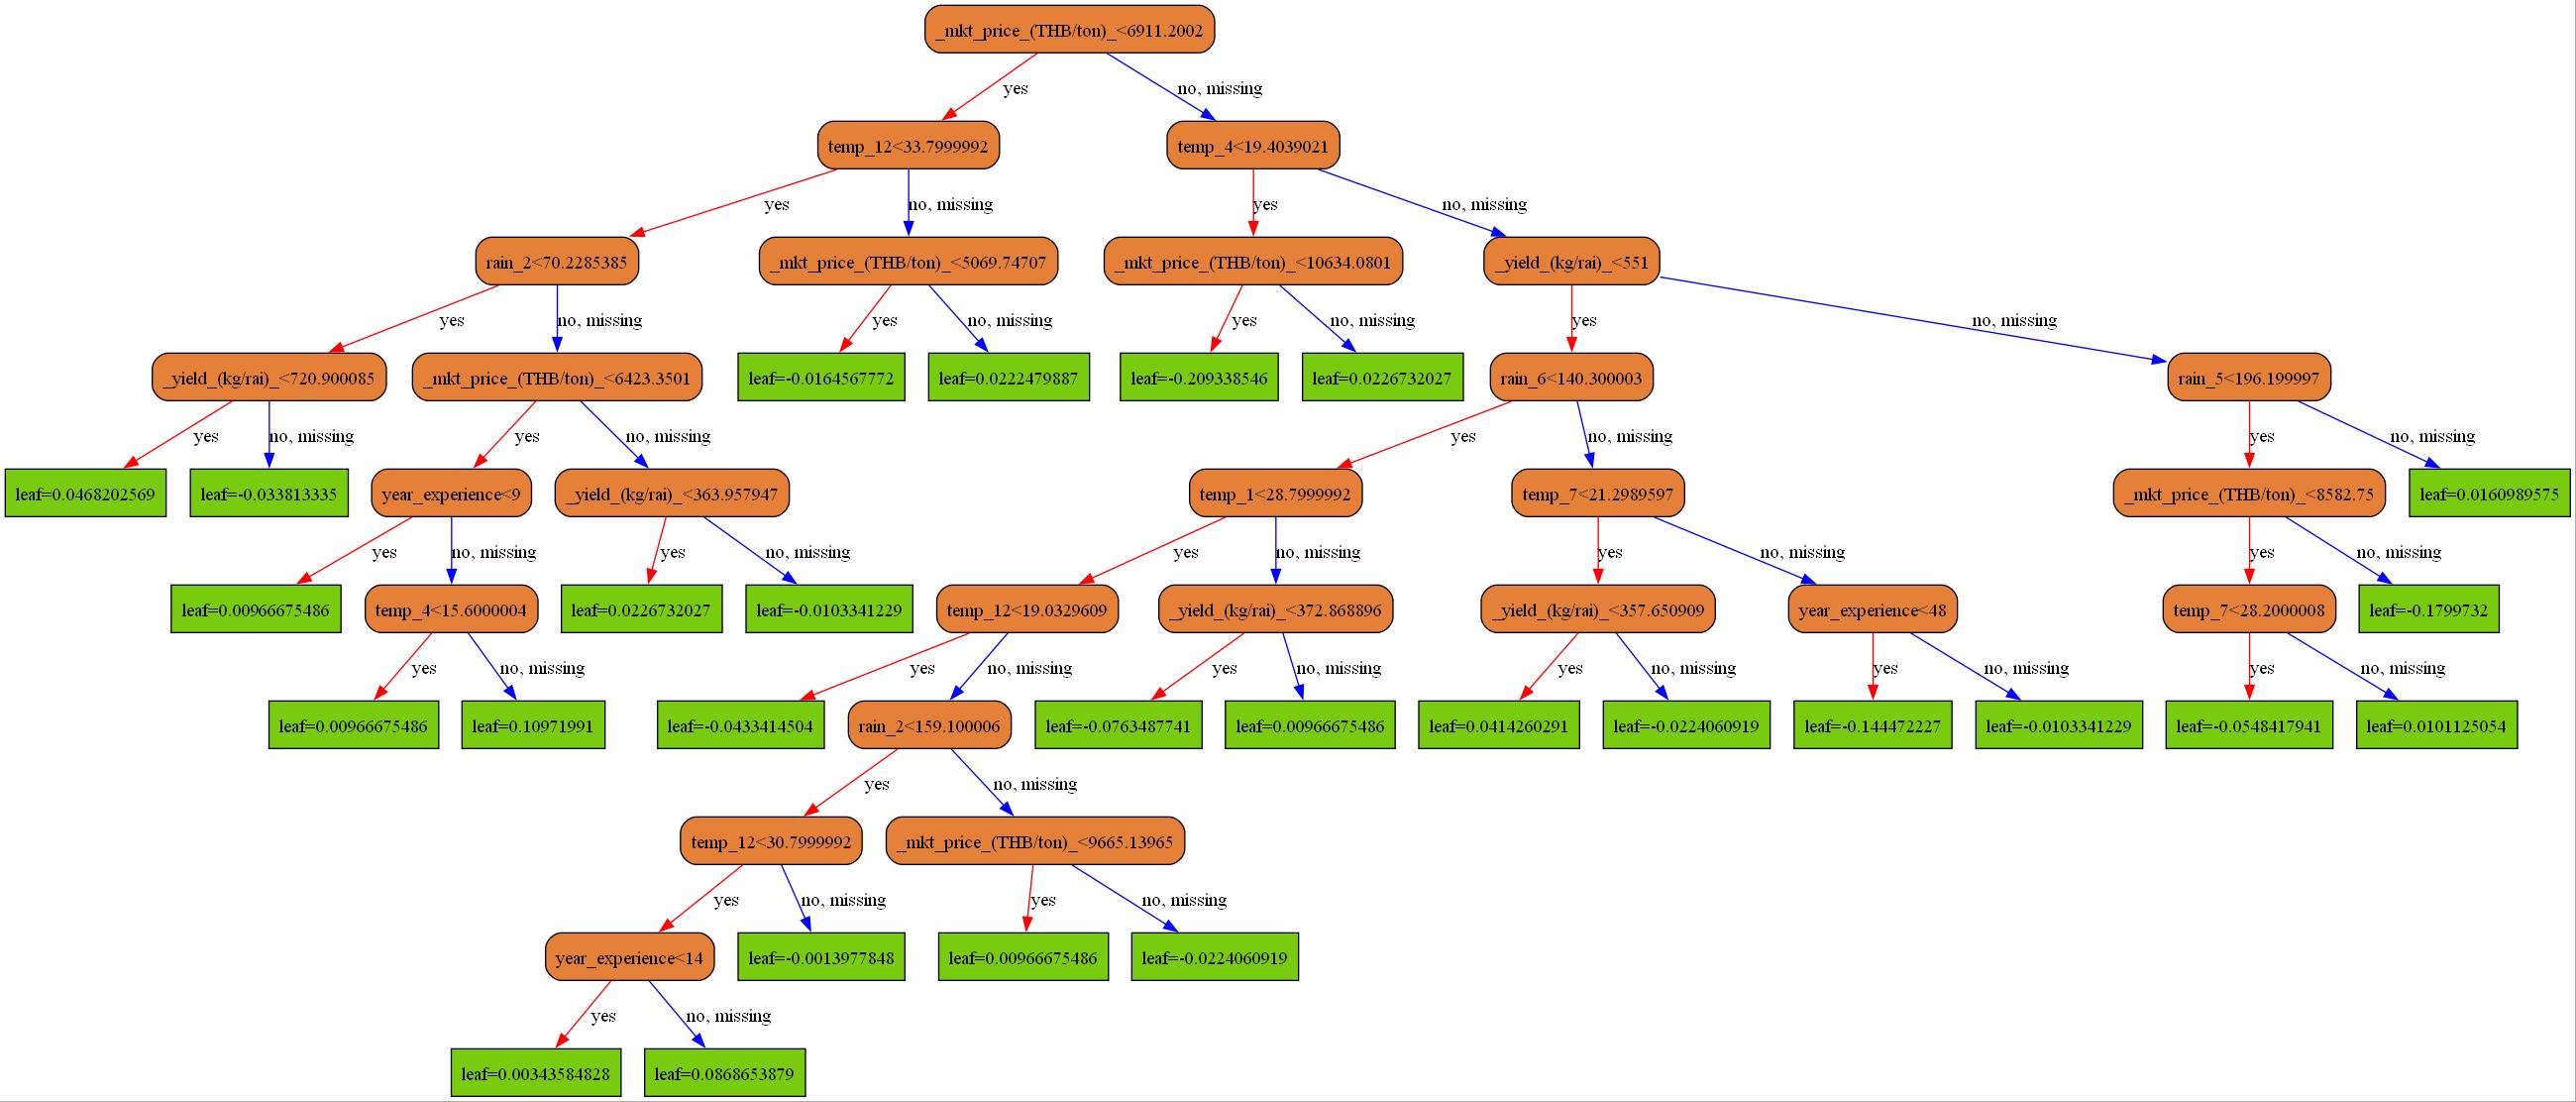 _mkt_price_(THB/ton)_<6911.2002
yes
no, missing
temp_12<33.7999992
temp_4<19.4039021
yes
no, missing
yes
no, missing
rain_2<70.2285385
_mkt_price_(THB/ton)_<5069.74707
_mkt_price_(THB/ton)_<10634.0801
_yield_(kg/rai)_<551
yes
no, missing
yes
no, missing
yes
no, missing
yes
no, missing
_yield_(kg/rai)_<720.900085
_mkt_price_(THB/ton)_<6423.3501
leaf=-0.0164567772
leaf=0.0222479887
leaf=-0.209338546
leaf=0.0226732027
rain_6<140.300003
rain_5<196.199997
yes
no, missing
yes
no, missing
yes
no, missing
yes
no, missing
leaf=0.0468202569
leaf=-0.033813335
year_experience<9
_yield_(kg/rai)_<363.957947
temp_1<28.7999992
temp_7<21.2989597
_mkt_price_(THB/ton)_<8582.75
leaf=0.0160989575
yes
no, missing
yes
no, missing
yes
no, missing
yes
no, missing
yes
no, missing
leaf=0.00966675486
temp_4<15.6000004
leaf=0.0226732027
leaf=-0.0103341229
temp_12<19.0329609
_yield_(kg/rai)_<372.868896
_yield_(kg/rai)_<357.650909
year_experience<48
temp_7<28.2000008
leaf=-0.1799732
yes
no, missing
yes
no, missing
yes
no, missing
yes
no, missing
yes
no, missing
yes
no, missing
leaf=0.00966675486
leaf=0.10971991
leaf=-0.0433414504
rain_2<159.100006
leaf=-0.0763487741
leaf=0.00966675486
leaf=0.0414260291
leaf=-0.0224060919
leaf=-0.144472227
leaf=-0.0103341229
leaf=-0.0548417941
leaf=0.0101125054
yes
no, missing
temp_12<30.7999992
_mkt_price_(THB/ton)_<9665.13965
yes
no, missing
yes
no, missing
year_experience<14
leaf=-0.0013977848
leaf=0.00966675486
leaf=-0.0224060919
yes
no, missing
leaf=0.00343584828
leaf=0.0868653879